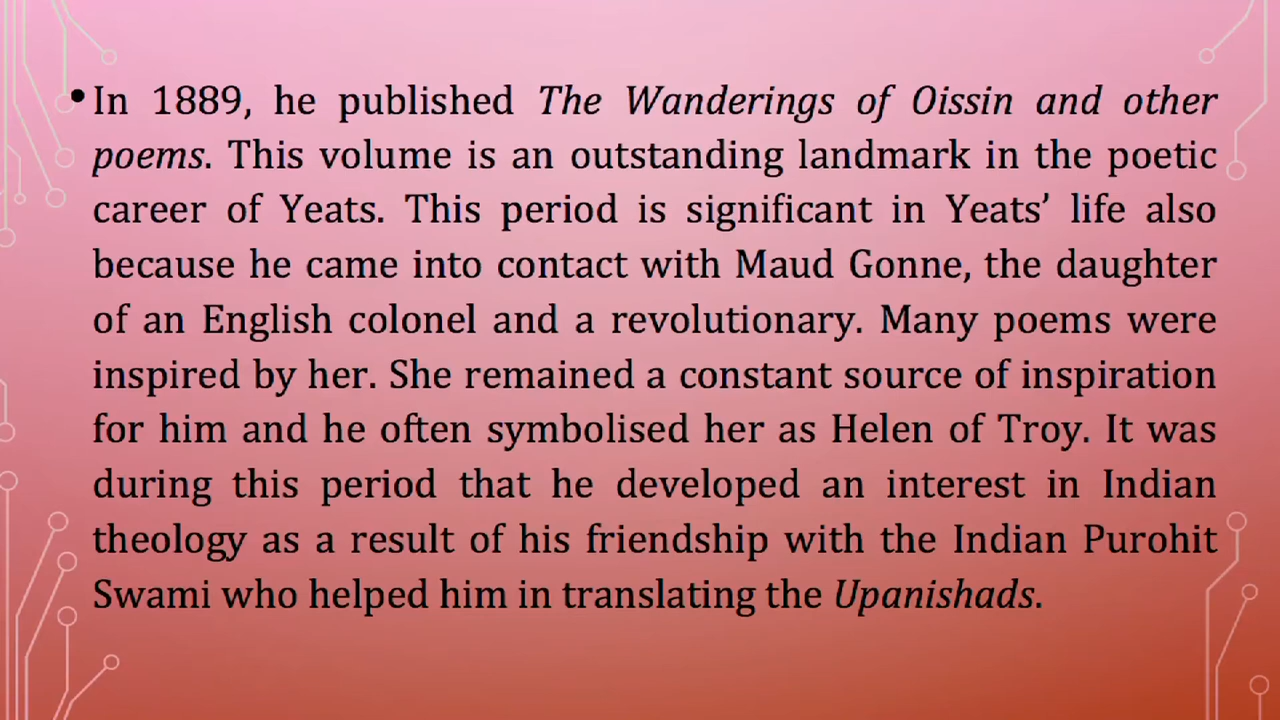 • In 1889, he published The Wanderings of Oissin and other
poems. This volume is an outstanding landmark in the poetic
career of Yeats. This period is significant in Yeats’ life also
because he came into contact with Maud Gonne, the daughter
of an English colonel and a revolutionary. Many poems were
inspired by her. She remained a constant source of inspiration
for him and he often symbolised her as Helen of Troy. It was
during this period that he developed an interest in Indian
theology as a result of his friendship with the Indian Purohit
Swami who helped him in translating the Upanishads.